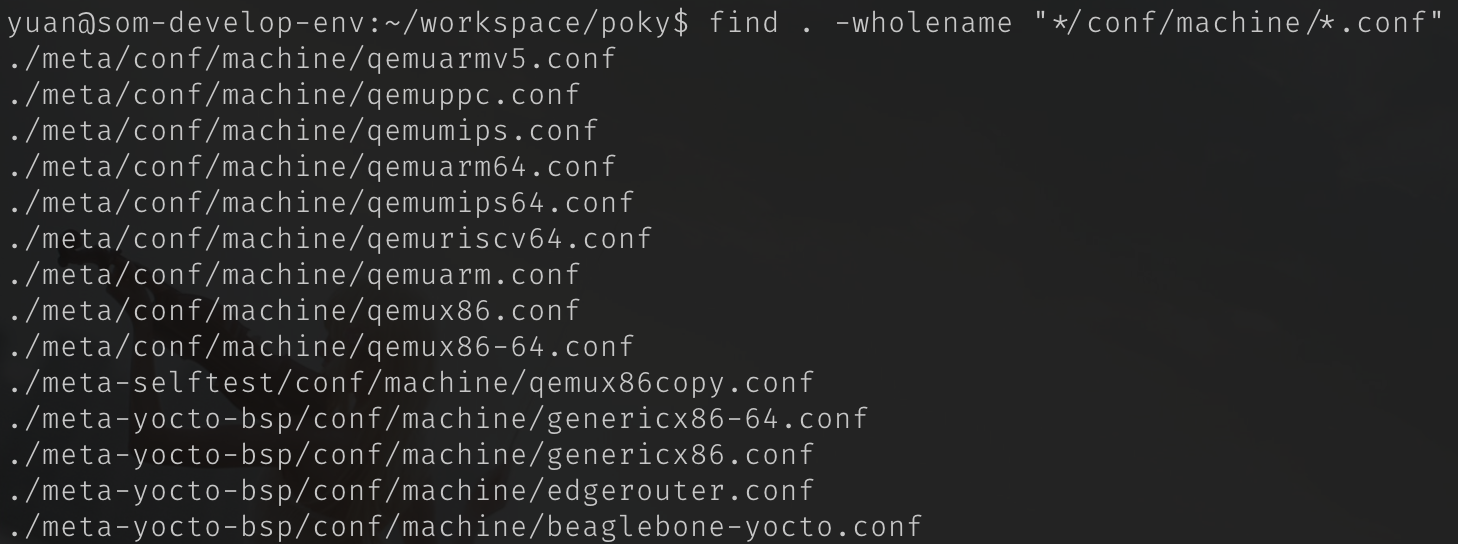 yuan@som-develop-env:~/workspace/poky$ find . -wholename "*/conf/machine/*.conf"
./meta/conf/machine/qemuarmv5.conf
./meta/conf/machine/qemuppc.conf
./meta/conf/machine/qemumips.conf
./meta/conf/machine/qemuarm64.conf
./meta/conf/machine/qemumips64.conf
./meta/conf/machine/qemuriscv64.conf
./meta/conf/machine/qemuarm.conf
./meta/conf/machine/qemux86.conf
./meta/conf/machine/qemux86-64.conf
./meta-selftest/conf/machine/qemux86copy.conf
./meta-yocto-bsp/conf/machine/genericx86-64.conf
./meta-yocto-bsp/conf/machine/genericx86.conf
./meta-yocto-bsp/conf/machine/edgerouter.conf
./meta-yocto-bsp/conf/machine/beaglebone-yocto.conf